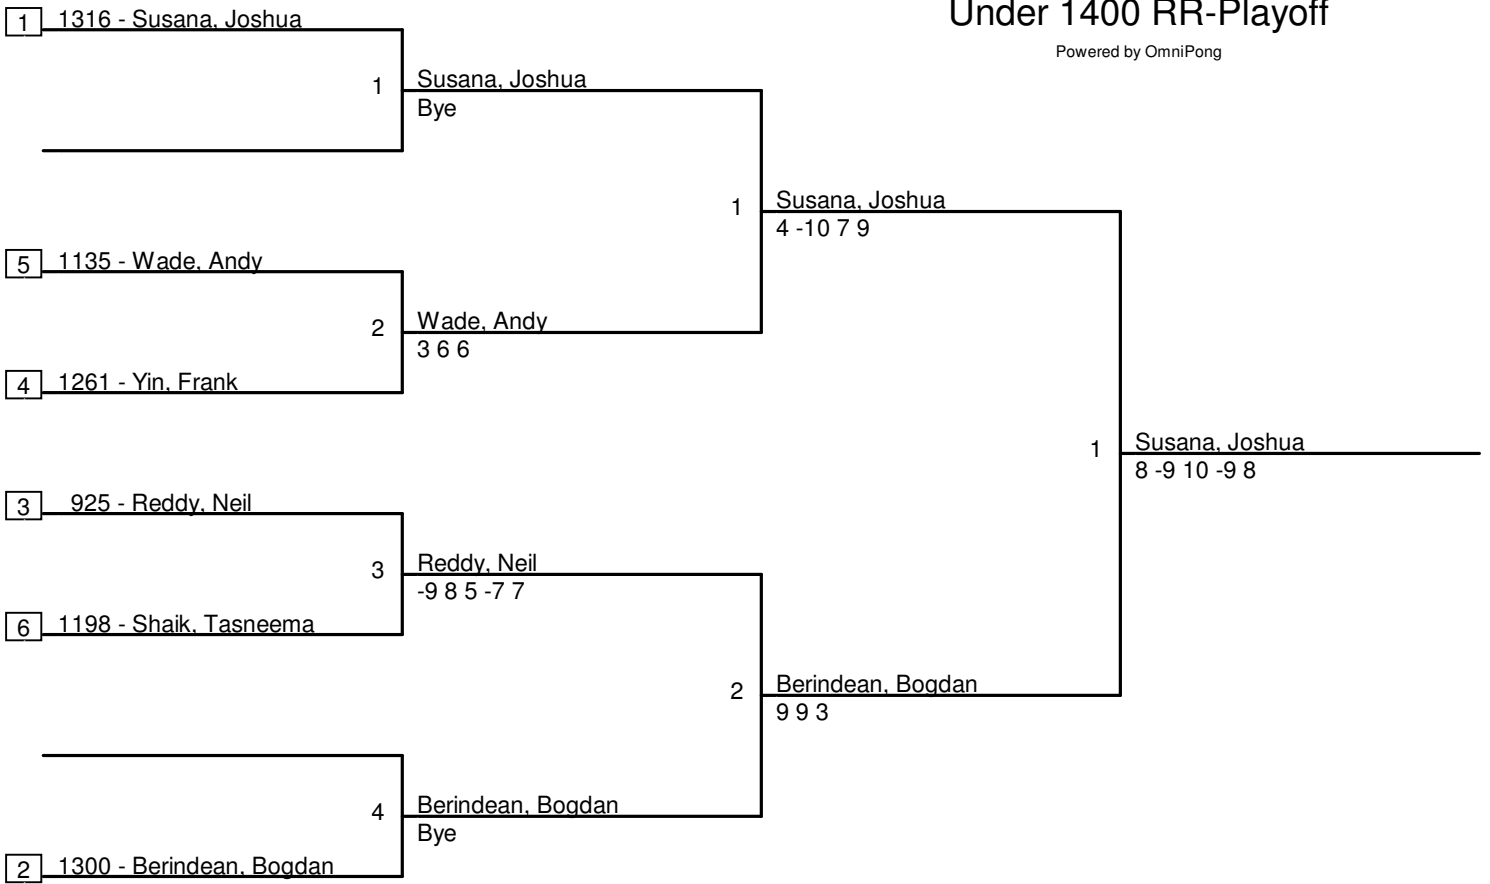 Under 1400 RR-Playoff
Powered by OmniPong
1 1316 - Susana, Joshua
1 Susana, Joshua
Bye
1 Susana, Joshua
4 -10 7 9
5 1135 - Wade, Andy
2 Wade, Andy
3 6 6
4 1261 - Yin, Frank
1 Susana, Joshua
8 -9 10 -9 8
3 925 - Reddy, Neil
3 Reddy, Neil
-9 8 5 -7 7
6 1198 - Shaik, Tasneema
2 Berindean, Bogdan
9 9 3
4 Berindean, Bogdan
Bye
2 1300 - Berindean, Bogdan